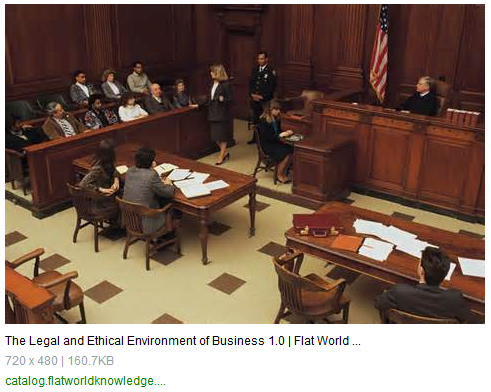 The Legal and Ethical Environment of Business 1.0 | Flat World ...
720 x 480 | 160.7KB
catalog.flatworldknowledge....